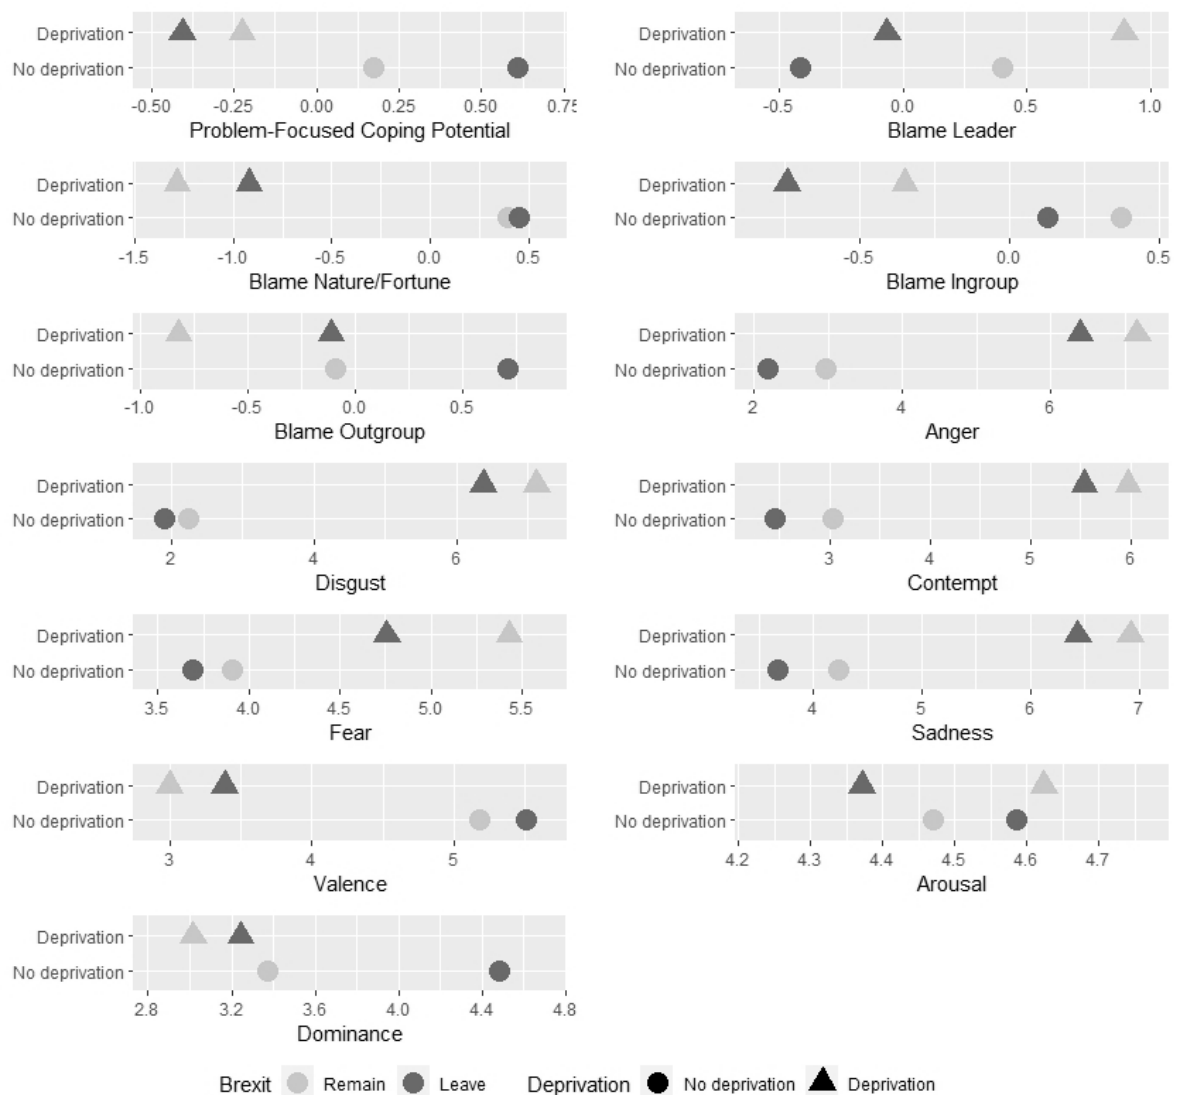 Deprivation
No deprivation
-0.50 -0.25 0.00 0.25 0.50 0.75
Problem-Focused Coping Potential
Deprivation
No deprivation
-0.5 0.0 0.5 1.0
Blame Leader
Deprivation
No deprivation
-1.5 -1.0 -0.5 0.0 0.5
Blame Nature/Fortune
Deprivation
No deprivation
-0.5 0.0 0.5
Blame Ingroup
Deprivation
No deprivation
-1.0 -0.5 0.0 0.5
Blame Outgroup
Deprivation
No deprivation
2 4 6
Anger
Deprivation
No deprivation
2 4 6
Disgust
Deprivation
No deprivation
3 4 5 6
Contempt
Deprivation
No deprivation
3.5 4.0 4.5 5.0 5.5
Fear
Deprivation
No deprivation
4 5 6 7
Sadness
Deprivation
No deprivation
3 4 5
Valence
Deprivation
No deprivation
4.2 4.3 4.4 4.5 4.6 4.7
Arousal
Deprivation
No deprivation
2.8 3.2 3.6 4.0 4.4 4.8
Dominance
Brexit Remain Leave Deprivation No deprivation Deprivation